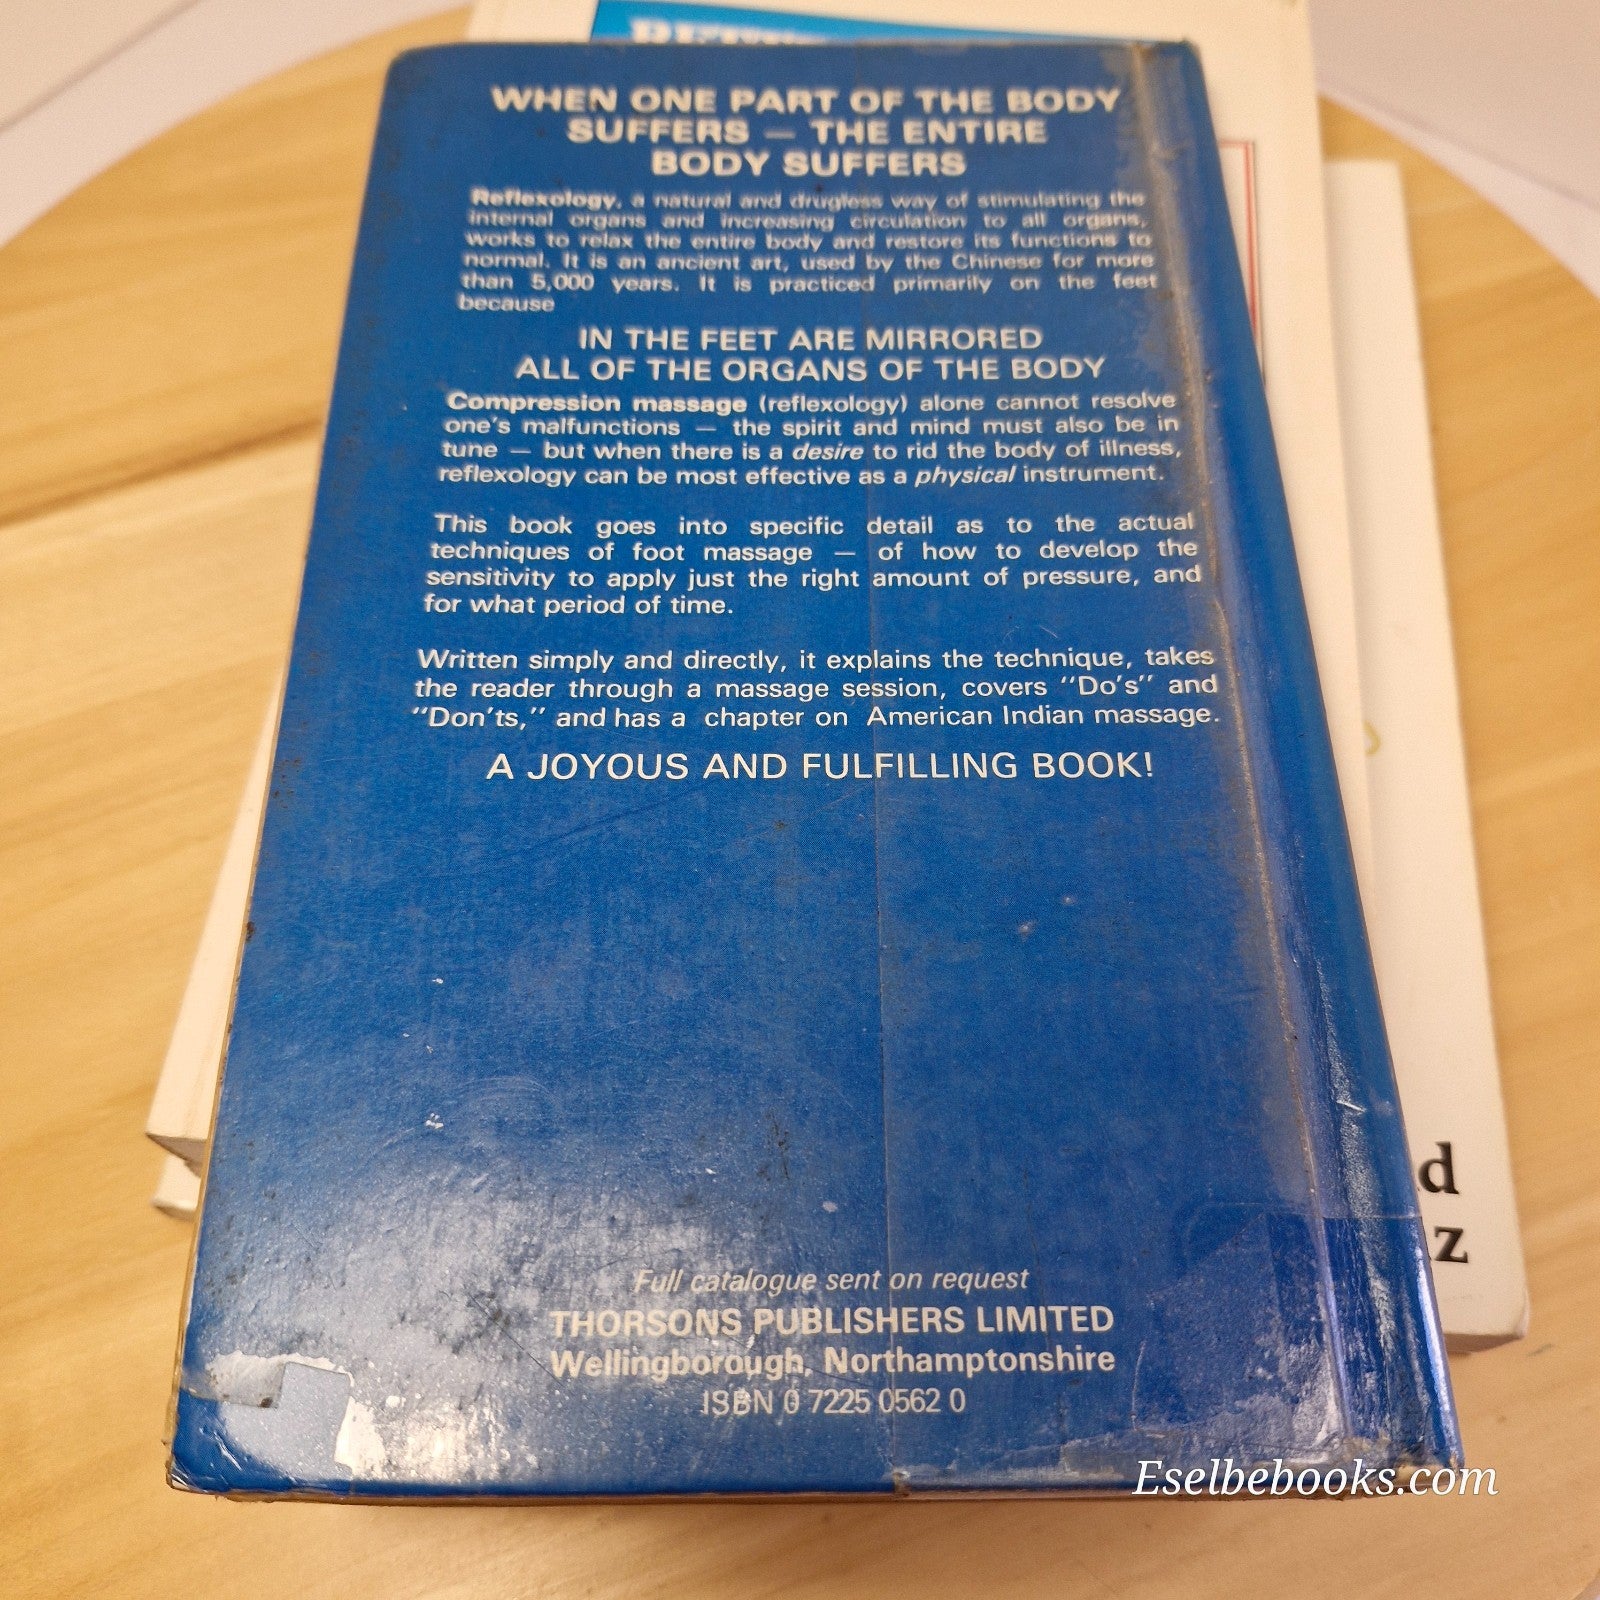 WHEN ONE PART OF THE BODY
SUFFERS — THE ENTIRE
BODY SUFFERS
Reflexology, a natural and drugless way of stimulating the
internal organs and increasing circulation to all organs,
works to relax the entire body and restore its functions to
normal. It is an ancient art, used by the Chinese for more
than 5,000 years. It is practiced primarily on the feet
because
IN THE FEET ARE MIRRORED
ALL OF THE ORGANS OF THE BODY
Compression massage (reflexology) alone cannot resolve
one's malfunctions — the spirit and mind must also be in
tune — but when there is a desire to rid the body of illness,
reflexology can be most effective as a physical instrument.
This book goes into specific detail as to the actual
techniques of foot massage — of how to develop the
sensitivity to apply just the right amount of pressure, and
for what period of time.
Written simply and directly, it explains the technique, takes
the reader through a massage session, covers "Do's" and
"Don'ts," and has a chapter on American Indian massage.
A JOYOUS AND FULFILLING BOOK!
Full catalogue sent on request
THORSONS PUBLISHERS LIMITED
Wellingborough, Northamptonshire
ISBN 0 7225 0562 0
Eselbebooks.com